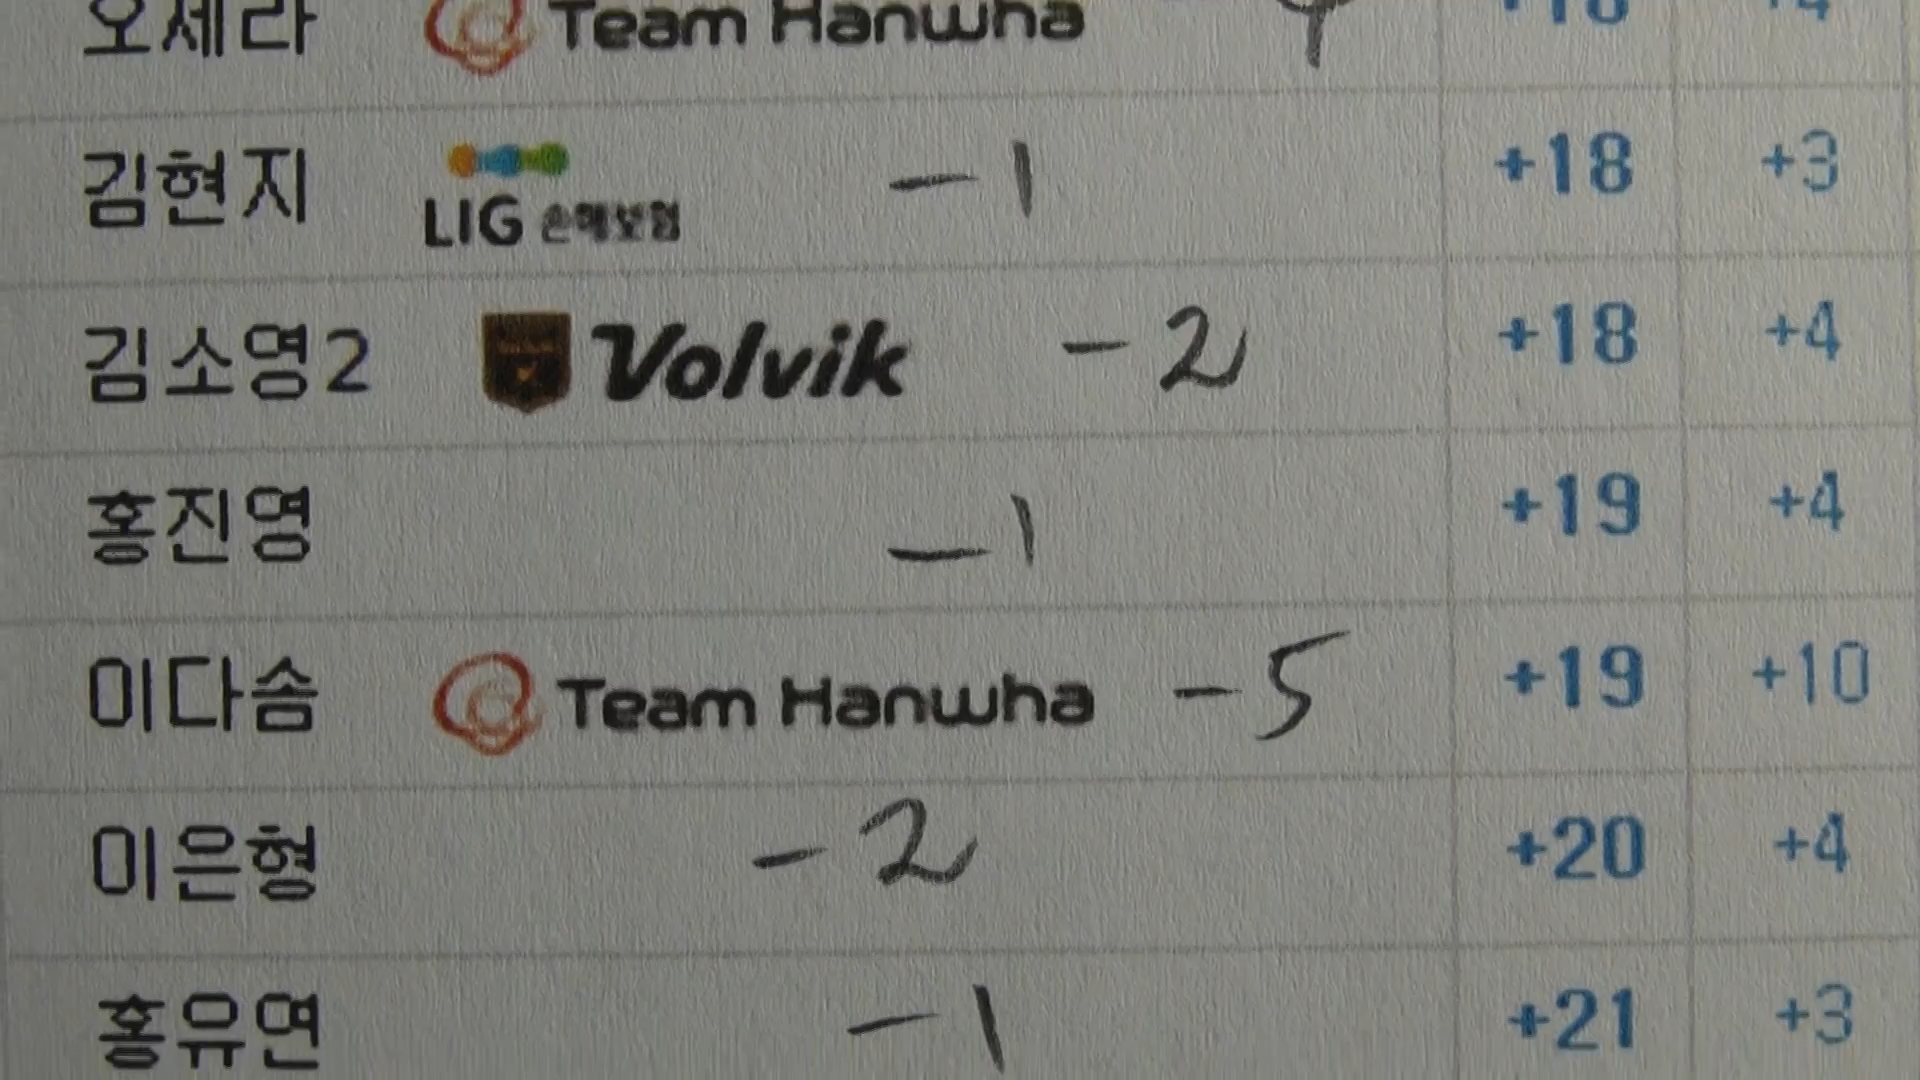 오세라 Team Hanwha +18 +4
김현지 LIG 손해보험 -1 +18 +3
김소영2 Volvik -2 +18 +4
홍진영 -1 +19 +4
이다솜 Team Hanwha -5 +19 +10
이은형 -2 +20 +4
홍유연 -1 +21 +3